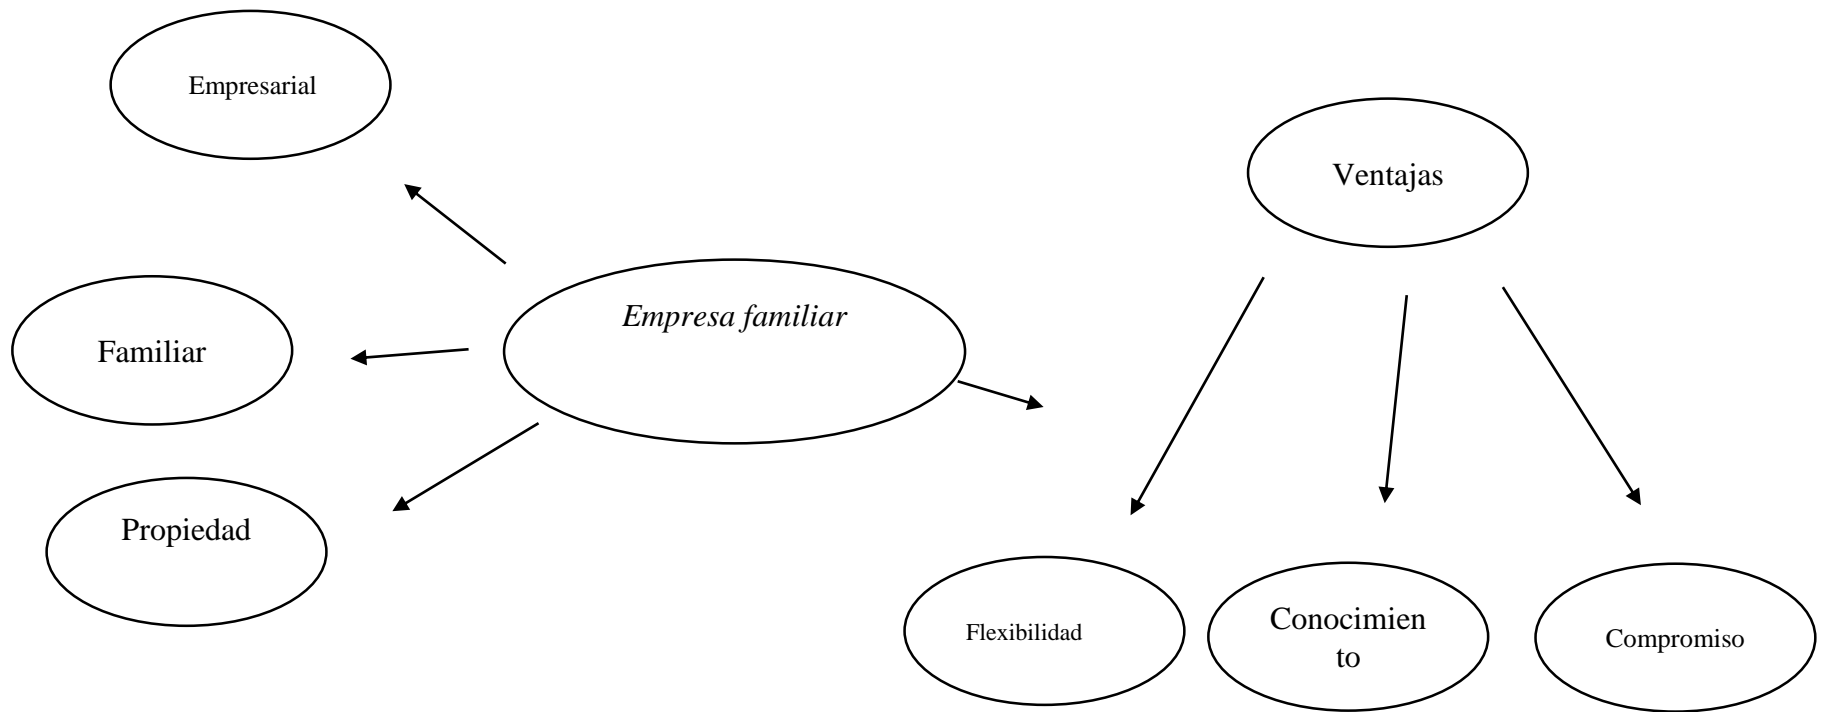 Empresarial
Ventajas
Empresa familiar
Familiar
Propiedad
Flexibilidad
Conocimien
to
Compromiso